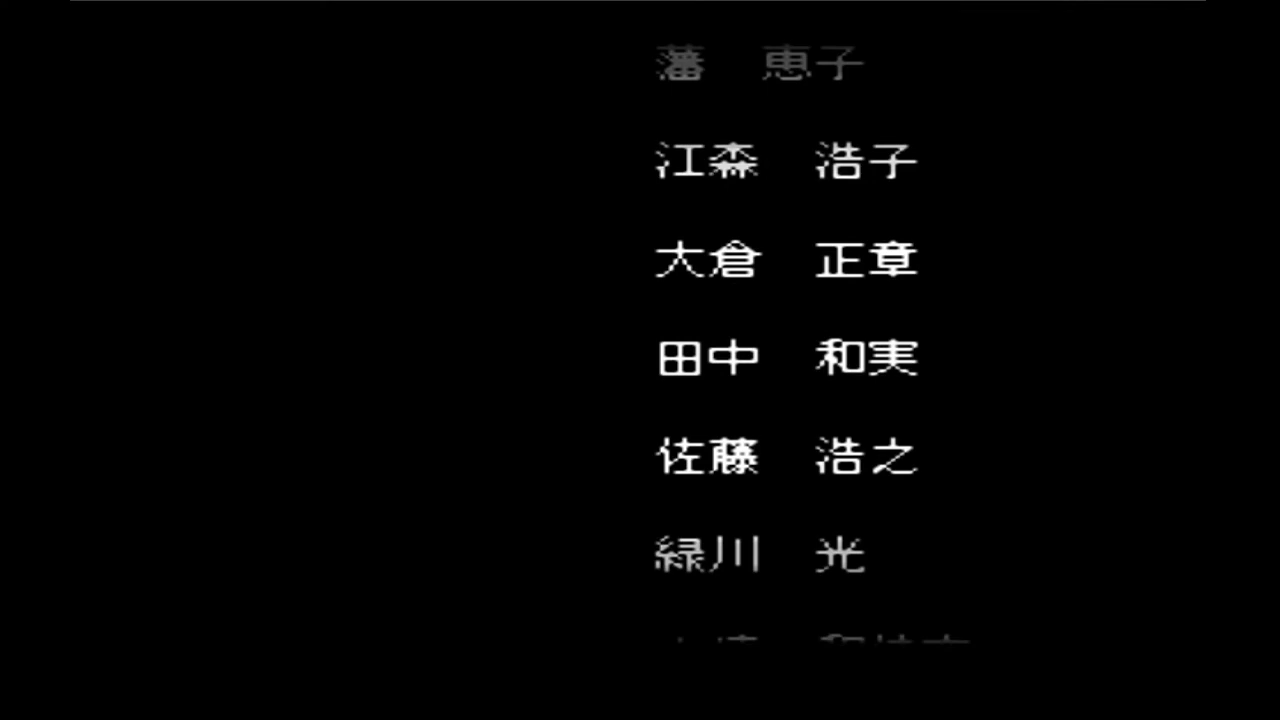 藩　恵子
江森　浩子
大倉　正章
田中　和実
佐藤　浩之
緑川　光